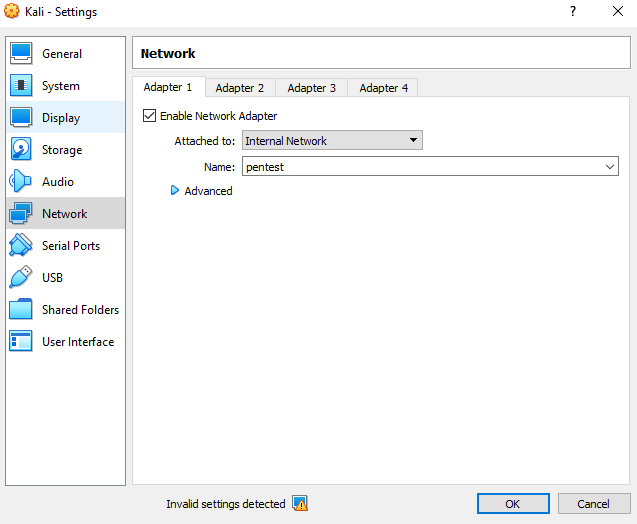 Kali - Settings
?
General
System
Display
Storage
Audio
Network
Serial Ports
USB
Shared Folders
User Interface
Network
Adapter 1 Adapter 2 Adapter 3 Adapter 4
Enable Network Adapter
Attached to: Internal Network
Name: pentest
Advanced
Invalid settings detected
OK Cancel